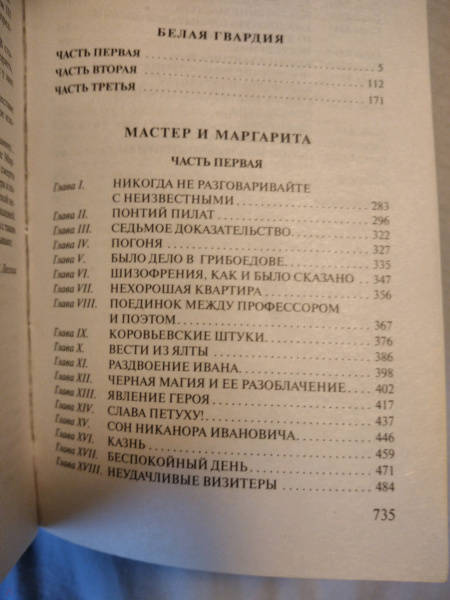 БЕЛАЯ ГВАРДИЯ
ЧАСТЬ ПЕРВАЯ 5
ЧАСТЬ ВТОРАЯ 112
ЧАСТЬ ТРЕТЬЯ 171
МАСТЕР И МАРГАРИТА
ЧАСТЬ ПЕРВАЯ
Глава I. НИКОГДА НЕ РАЗГОВАРИВАЙТЕ
С НЕИЗВЕСТНЫМИ 283
Глава II. ПОНТИЙ ПИЛАТ 296
Глава III. СЕДЬМОЕ ДОКАЗАТЕЛЬСТВО 322
Глава IV. ПОГОНЯ 327
Глава V. БЫЛО ДЕЛО В ГРИБОЕДОВЕ 335
Глава VI. ШИЗОФРЕНИЯ, КАК И БЫЛО СКАЗАНО 347
Глава VII. НЕХОРОШАЯ КВАРТИРА 356
Глава VIII. ПОЕДИНОК МЕЖДУ ПРОФЕССОРОМ
И ПОЭТОМ 367
Глава IX. КОРОВЬЕВСКИЕ ШТУКИ 376
Глава X. ВЕСТИ ИЗ ЯЛТЫ 386
Глава XI. РАЗДВОЕНИЕ ИВАНА 398
Глава XII. ЧЕРНАЯ МАГИЯ И ЕЕ РАЗОБЛАЧЕНИЕ 402
Глава XIII. ЯВЛЕНИЕ ГЕРОЯ 417
Глава XIV. СЛАВА ПЕТУХУ! 437
Глава XV. СОН НИКАНОРА ИВАНОВИЧА 446
Глава XVI. КАЗНЬ 459
Глава XVII. БЕСПОКОЙНЫЙ ДЕНЬ 471
Глава XVIII. НЕУДАЧЛИВЫЕ ВИЗИТЕРЫ 484
735